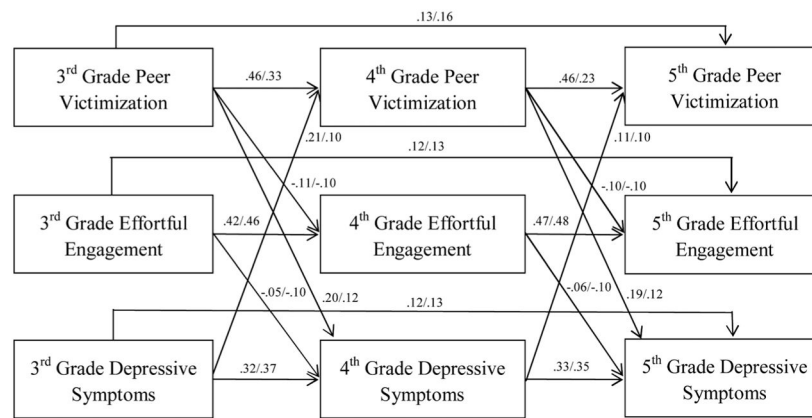 .13/.16
3rd Grade Peer
Victimization
.46/.33
4th Grade Peer
Victimization
.46/.23
5th Grade Peer
Victimization
.21/.10
.11/.10
.12/.13
-.11/-.10
-.10/-.10
3rd Grade Effortful
Engagement
.42/.46
4th Grade Effortful
Engagement
.47/.48
5th Grade Effortful
Engagement
-.05/-.10
.20/.12
.12/.13
-.06/-.10
.19/.12
3rd Grade Depressive
Symptoms
.32/.37
4th Grade Depressive
Symptoms
.33/.35
5th Grade Depressive
Symptoms